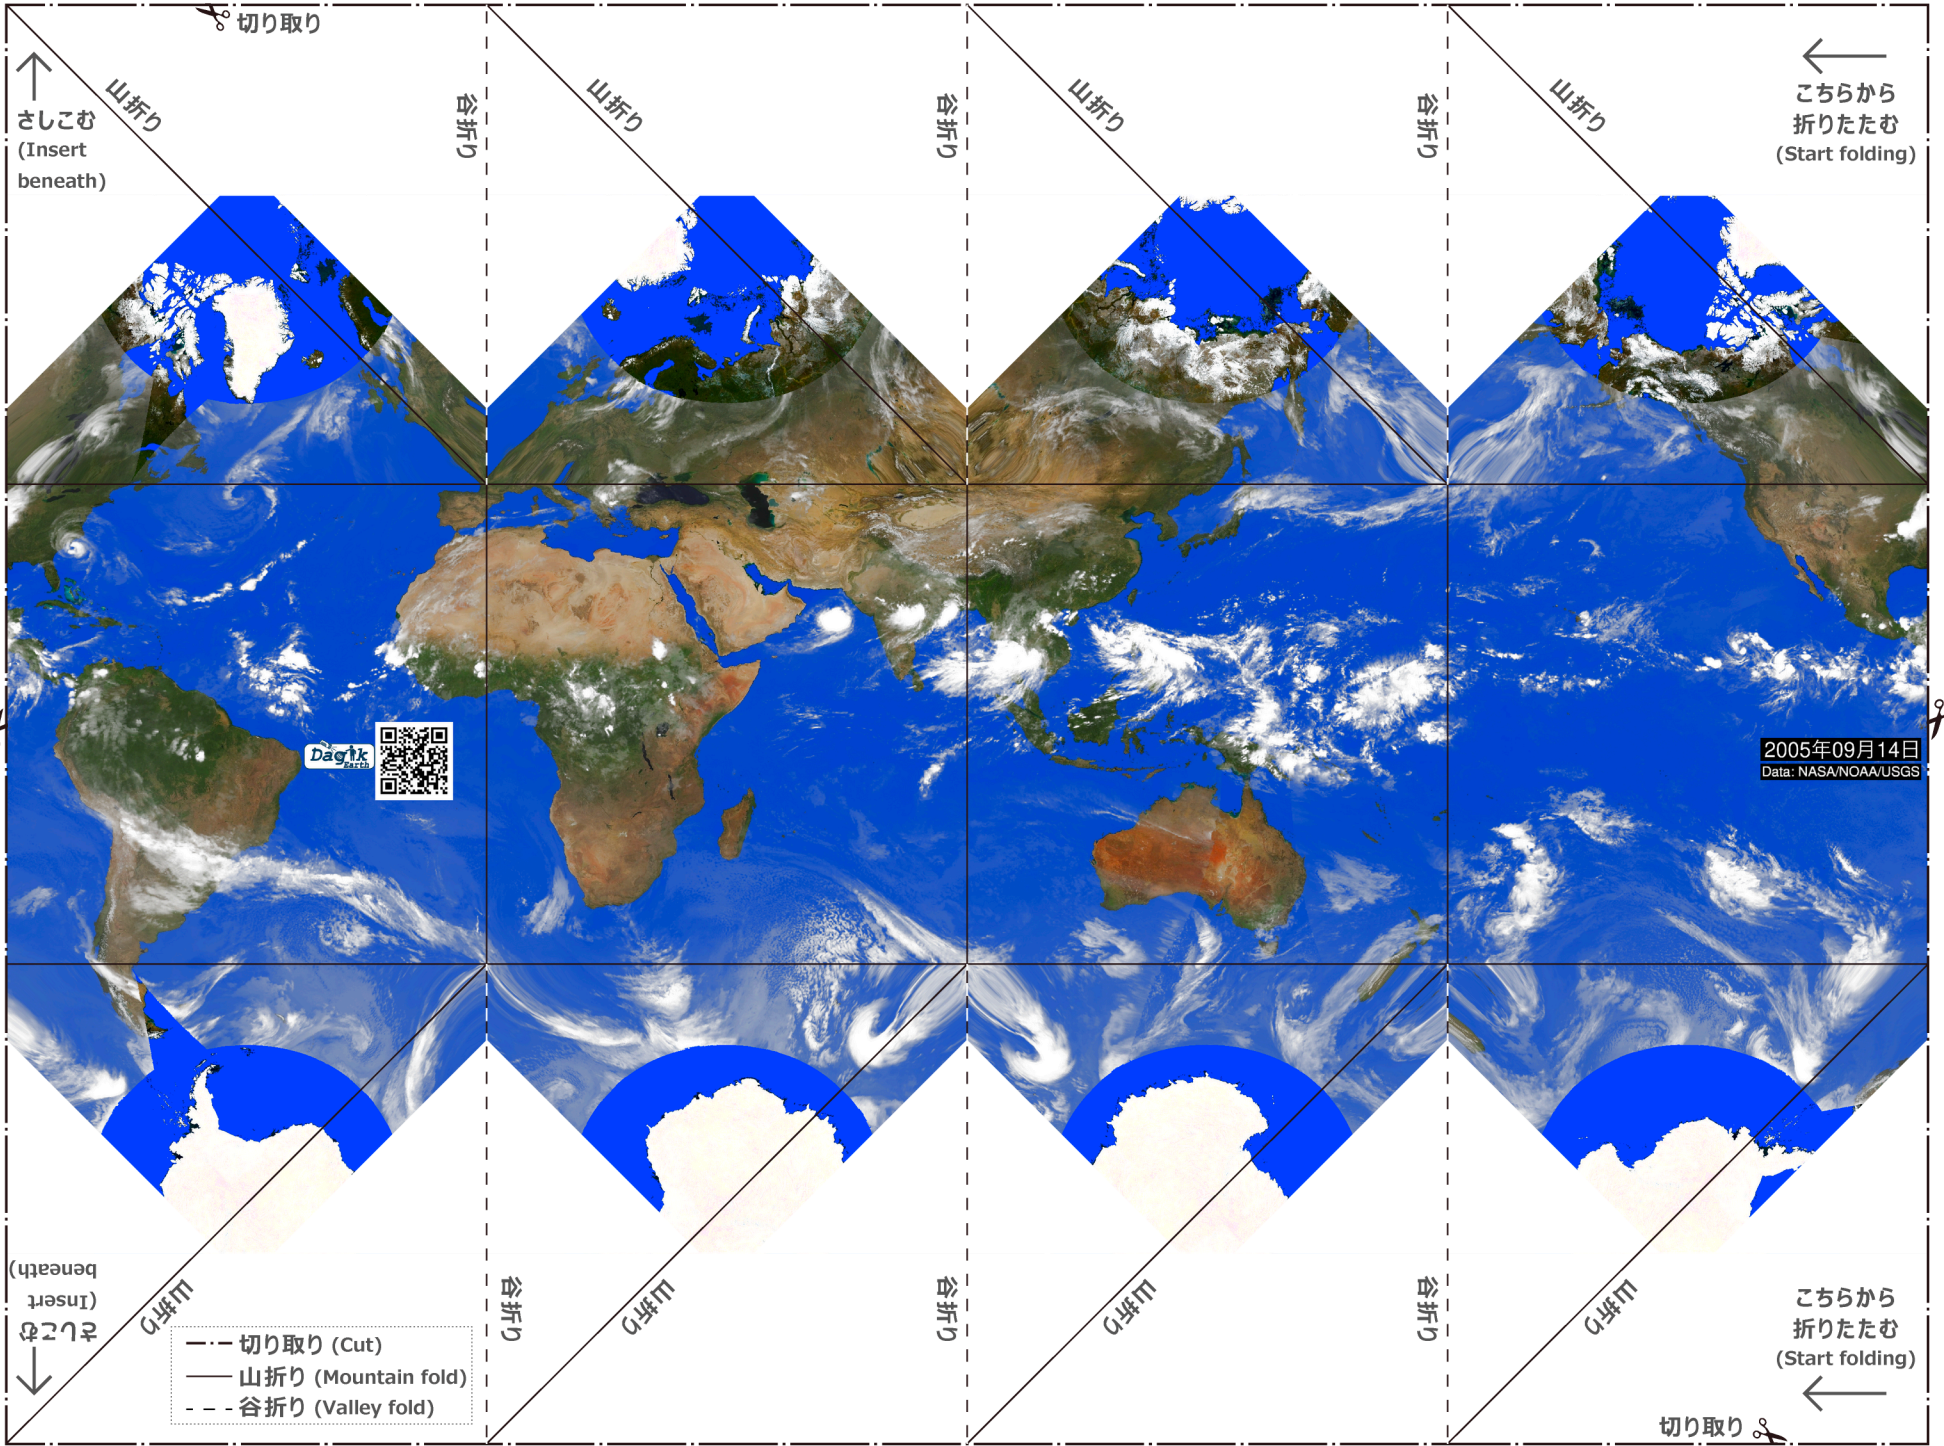 切り取り
さしこむ
(Insert
beneath)
山折り
谷折り
山折り
谷折り
山折り
谷折り
山折り
こちらから
折りたたむ
(Start folding)
Dagik
Earth
2005年09月14日
Data: NASA/NOAA/USGS
さしこむ
(Insert
beneath)
山折り
谷折り
山折り
谷折り
山折り
谷折り
山折り
こちらから
折りたたむ
(Start folding)
切り取り (Cut)
山折り (Mountain fold)
谷折り (Valley fold)
切り取り